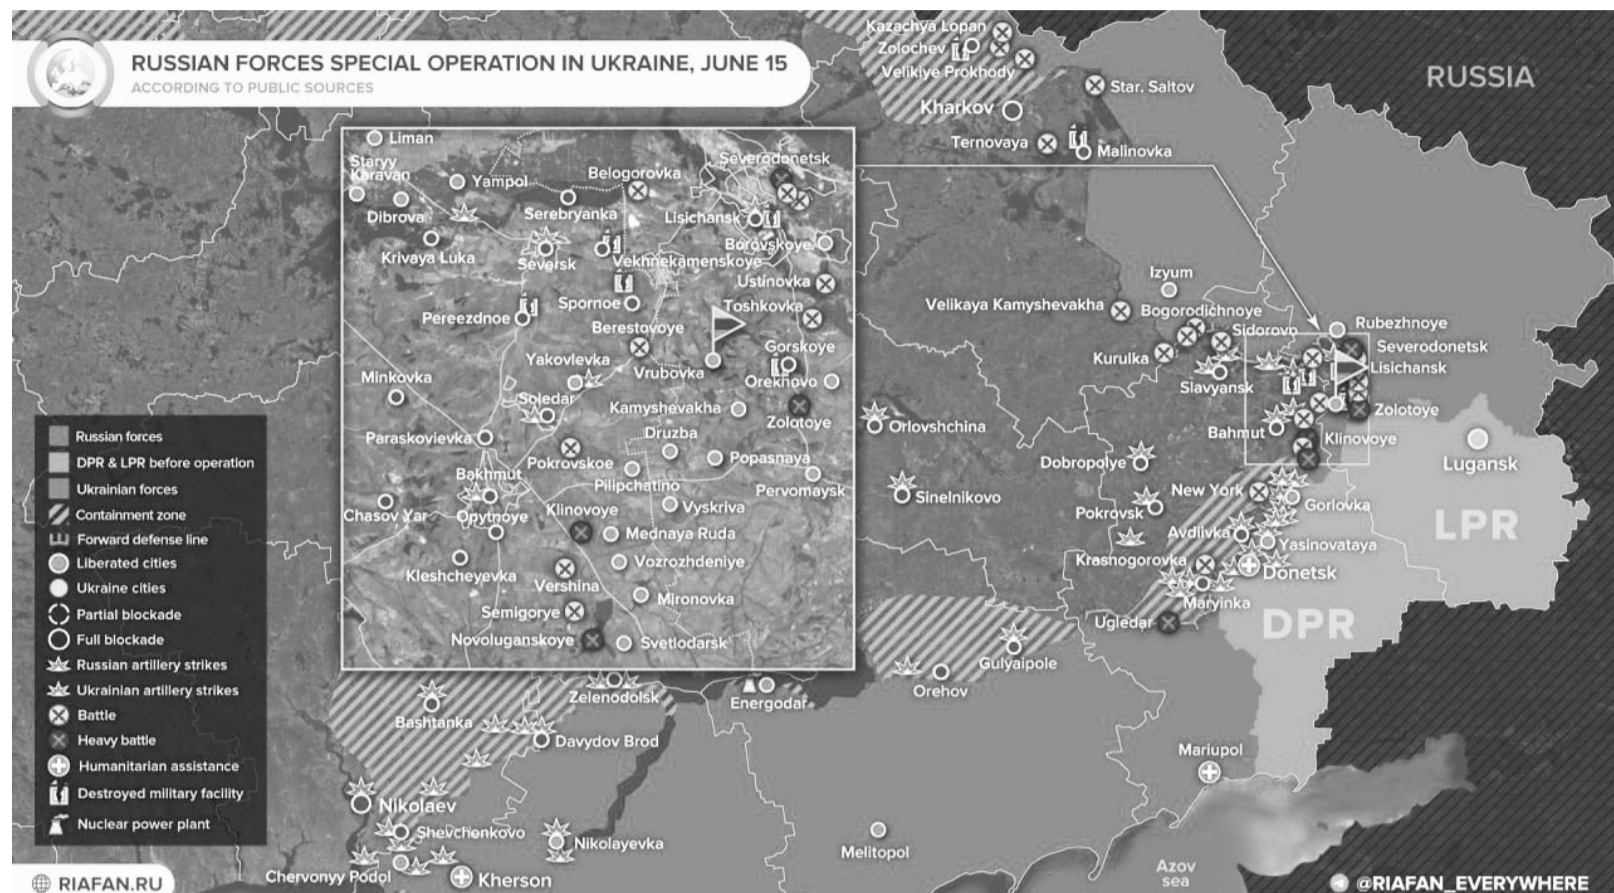 RUSSIAN FORCES SPECIAL OPERATION IN UKRAINE, JUNE 15
ACCORDING TO PUBLIC SOURCES
Kazachya Lopan
Zolochev
Velikiye Prokhody
Kharkov
Star. Saltov
Ternovaya
Malinovka
RUSSIA
Liman
Staryy
Karavan
Dibrova
Yampol
Krivaya Luka
Serebryanka
Belogorovka
Severodonetsk
Lisichansk
Borovskoye
Seversk
Vekhnekamenskoye
Ustinovka
Spornoe
Toshkovka
Pereezdnoe
Berestovoye
Gorskoye
Yakovlevka
Vrubovka
Orekhovo
Minkovka
Soledar
Kamyshevakha
Zolotoye
Paraskovievka
Druzba
Pokrovskoe
Popasnaya
Bakhmut
Pilipchatino
Pervomaysk
Chasov Yar
Opytnoye
Klinovoye
Vyskriva
Mednaya Ruda
Kleshcheyevka
Vozrozhdeniye
Vershina
Mironovka
Semigorye
Novoluganskoye
Svetlodarsk
Izyum
Velikaya Kamyshevakha
Bogorodichnoye
Sidorovo
Rubezhnoye
Kurulka
Severodonetsk
Slavyansk
Lisichansk
Zolotoye
Orlovshchina
Bahmut
Klinovoye
Lugansk
Dobropolye
Sinelnikovo
New York
Gorlovka
Pokrovsk
LPR
Avdiivka
Yasinovataya
Krasnogorovka
Donetsk
Maryinka
Ugledar
DPR
Gulyaipole
Orehov
Zelenodolsk
Energodar
Bashtanka
Davydov Brod
Mariupol
Nikolaev
Shevchenkovo
Nikolayevka
Melitopol
Chervonyy Podol
Kherson
Azov
sea
Russian forces
DPR & LPR before operation
Ukrainian forces
Containment zone
Forward defense line
Liberated cities
Ukraine cities
Partial blockade
Full blockade
Russian artillery strikes
Ukrainian artillery strikes
Battle
Heavy battle
Humanitarian assistance
Destroyed military facility
Nuclear power plant
RIAFAN.RU
@RIAFAN_EVERYWHERE